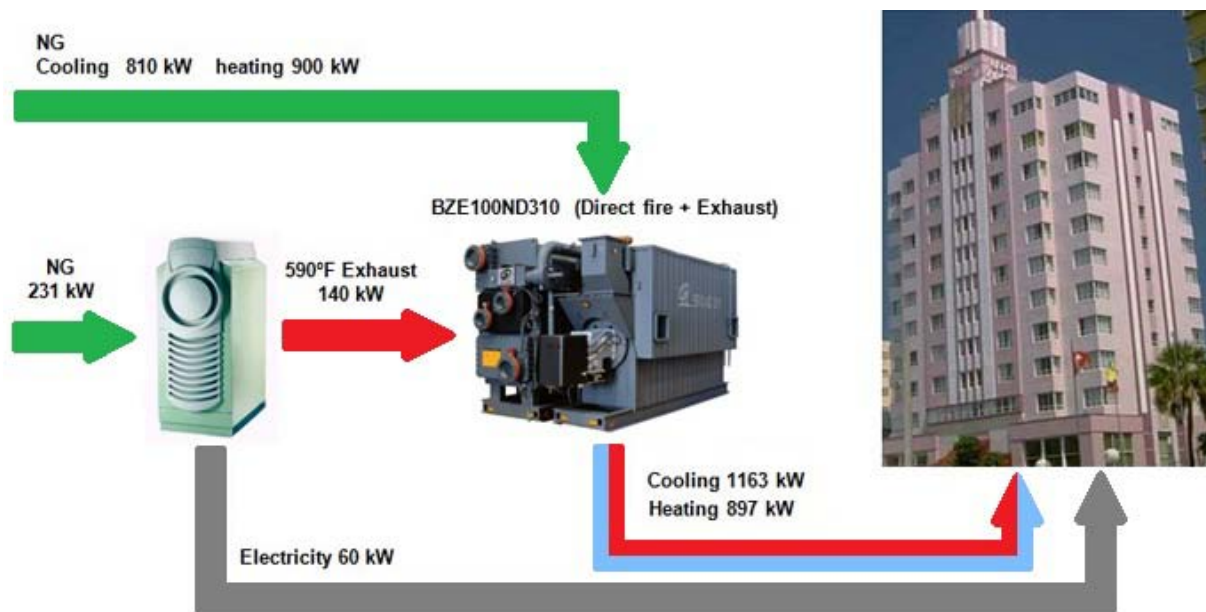 NG
Cooling 810 kW heating 900 kW
BZE100ND310 (Direct fire + Exhaust)
NG
231 kW
590ºF Exhaust
140 kW
Cooling 1163 kW
Heating 897 kW
Electricity 60 kW